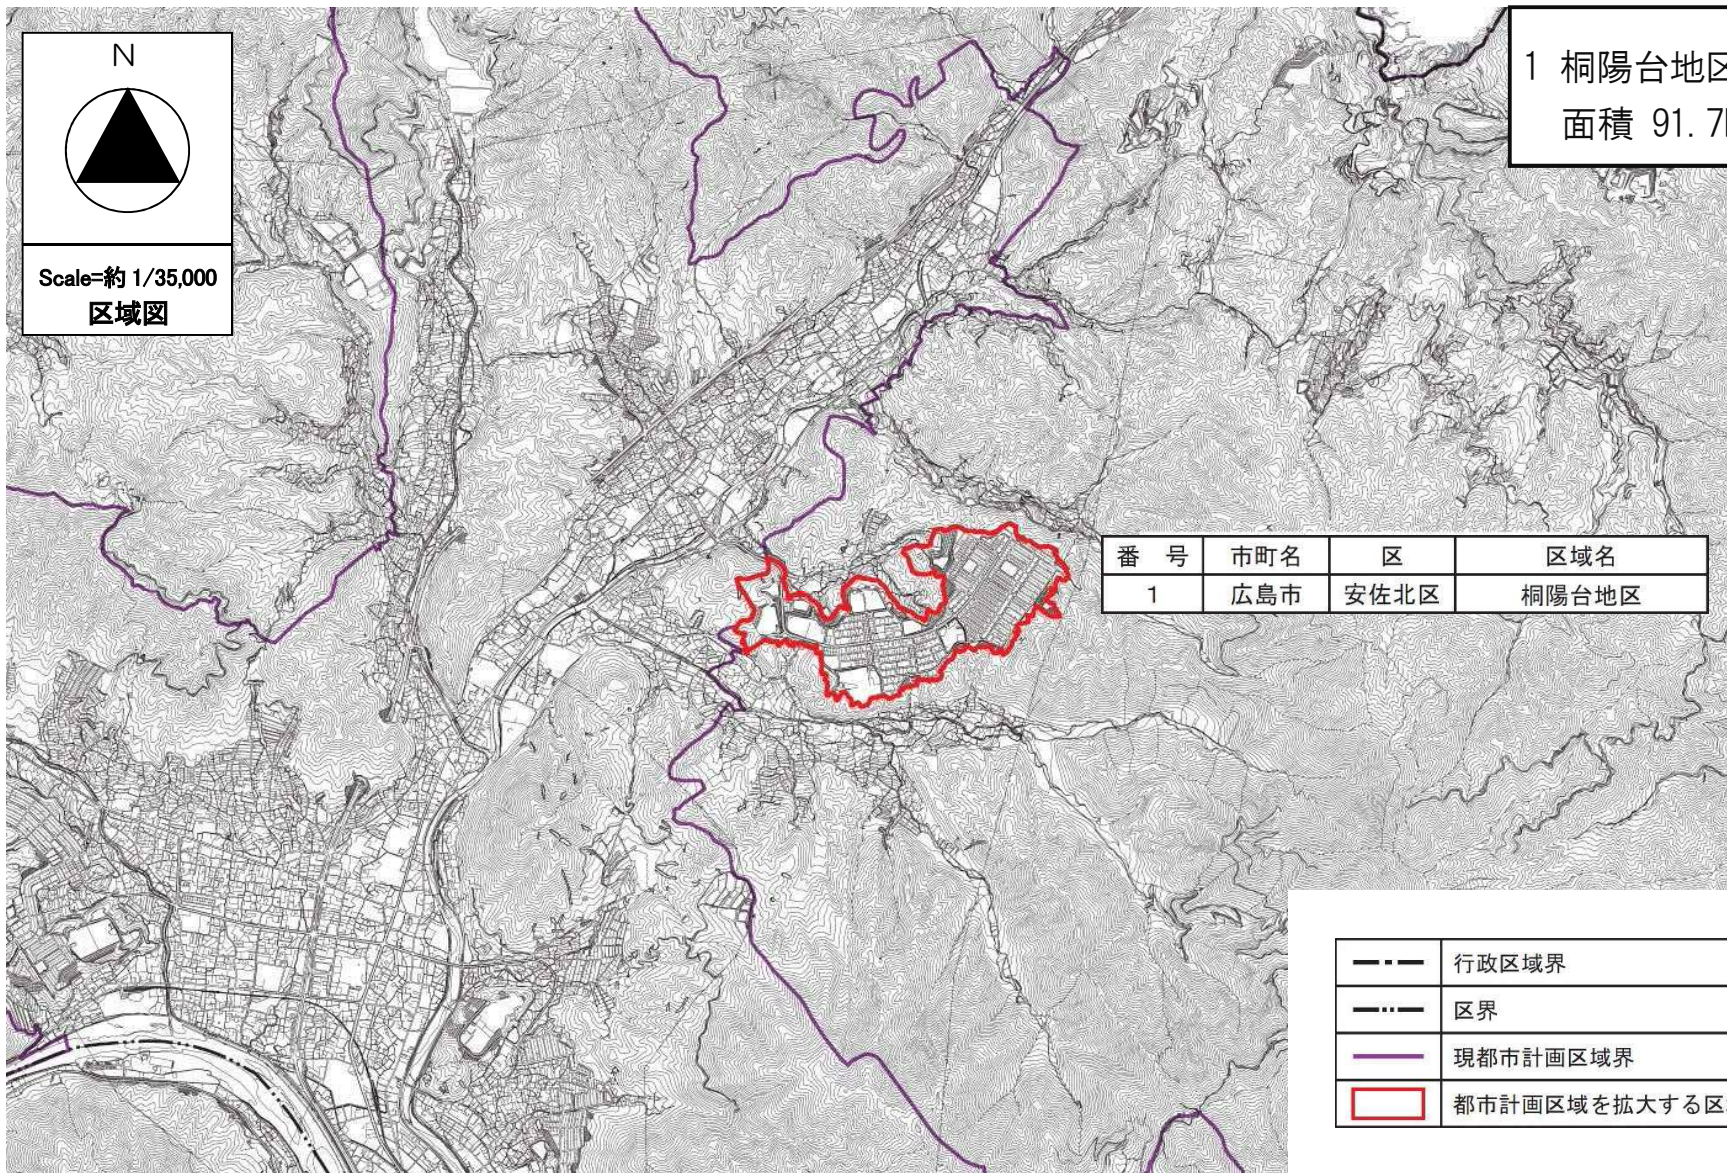 N
Scale=約 1/35,000
区域図
1 桐陽台地区
面積 91.7
番 号 市町名 区 区域名
1 広島市 安佐北区 桐陽台地区
行政区域界
区界
現都市計画区域界
都市計画区域を拡大する区